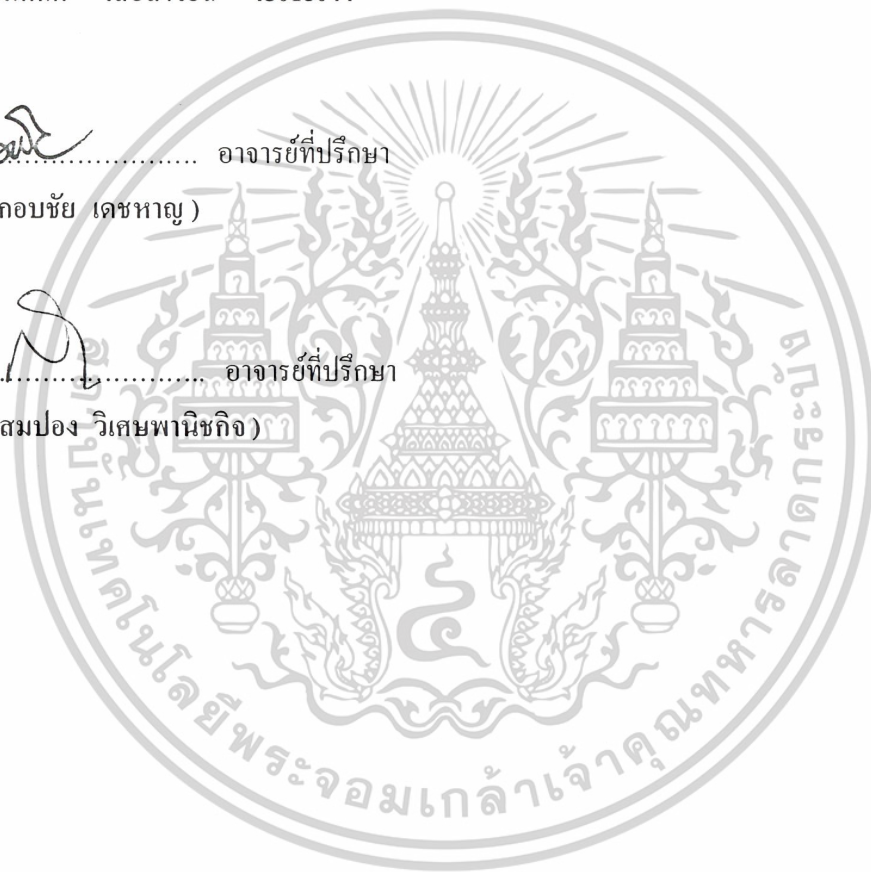 อาจารย์ที่ปรึกษา
กอบชัย เดชหาญ )
อาจารย์ที่ปรึกษา
สมปอง วิเศษพานิชกิจ )
สถาบันเทคโนโลยีพระจอมเกล้าเจ้าคุณทหารลาดกระบัง